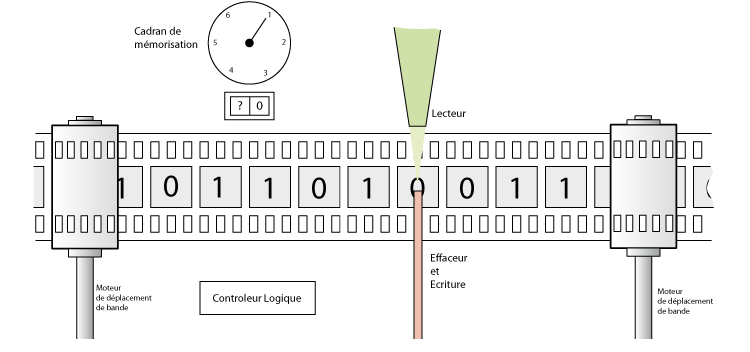 Cadran de
mémorisation
6 1
5 2
4 3
? 0
Lecteur
1 0 1 1 0 1 0 0 1 1
Effaceur
et
Ecriture
Controleur Logique
Moteur
de déplacement
de bande
Moteur
de déplacement
de bande